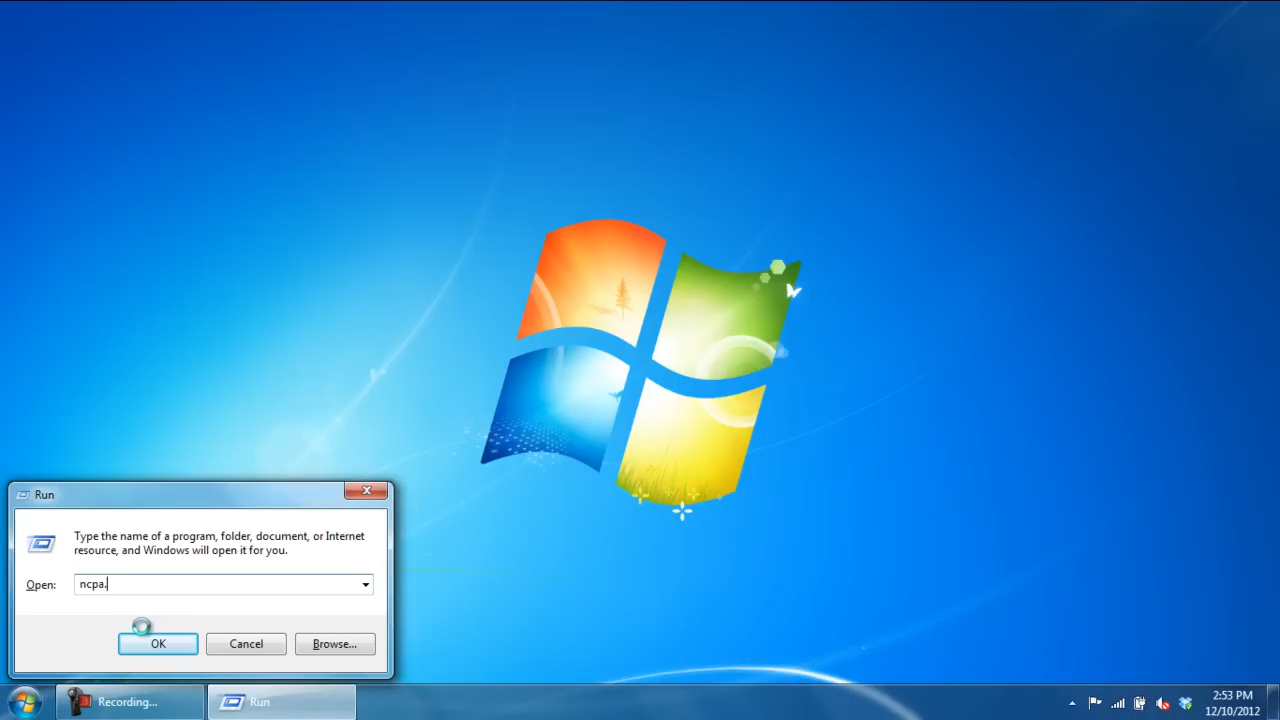 Run
Type the name of a program, folder, document, or Internet
resource, and Windows will open it for you.
Open:
ncpa.
OK
Cancel
Browse...
Recording...
Run
2:53 PM
12/10/2012